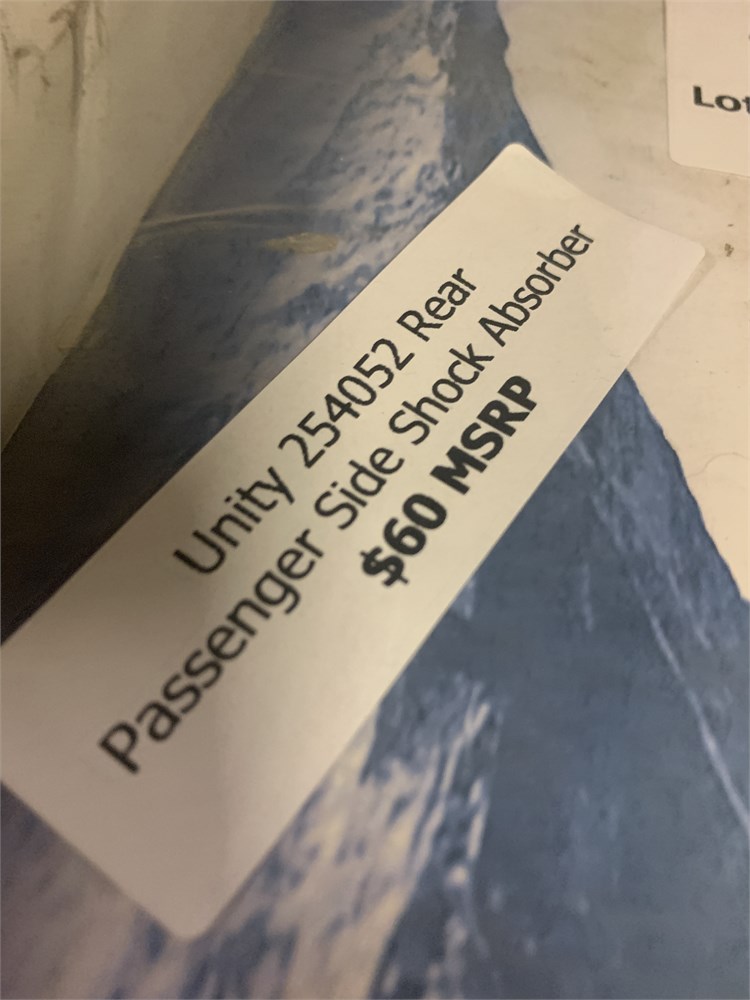 Unity 254052 Rear
Passenger Side Shock Absorber
$60 MSRP